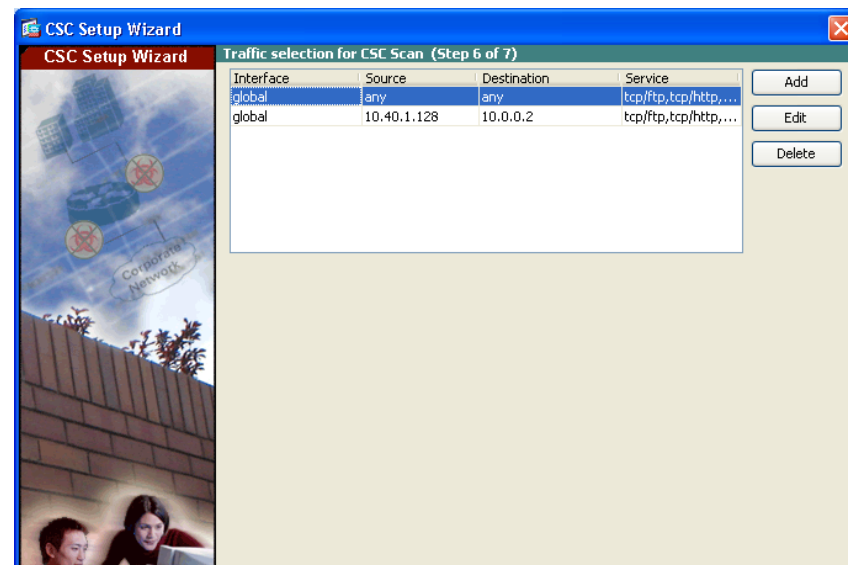 CSC Setup Wizard
CSC Setup Wizard
Traffic selection for CSC Scan (Step 6 of 7)
Interface Source Destination Service
global any any tcp/ftp,tcp/http,...
global 10.40.1.128 10.0.0.2 tcp/ftp,tcp/http,...
Add
Edit
Delete
Corporate
Network